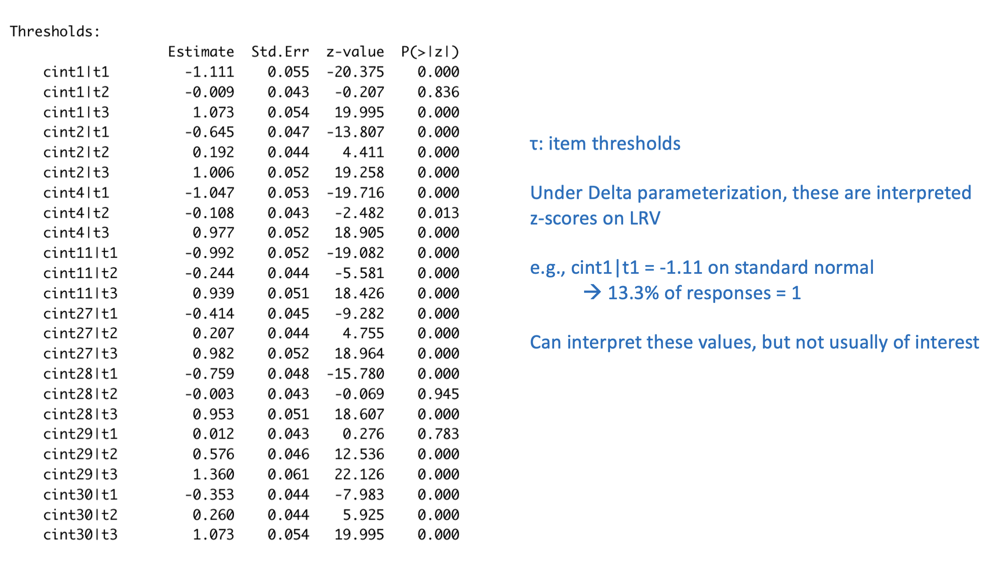 Thresholds:
Estimate Std.Err z-value P(>|z|)
cint1|t1 -1.111 0.055 -20.375 0.000
cint1|t2 -0.009 0.043 -0.207 0.836
cint1|t3 1.073 0.054 19.995 0.000
cint2|t1 -0.645 0.047 -13.807 0.000
cint2|t2 0.192 0.044 4.411 0.000
cint2|t3 1.006 0.052 19.258 0.000
cint4|t1 -1.047 0.053 -19.716 0.000
cint4|t2 -0.108 0.043 -2.482 0.013
cint4|t3 0.977 0.052 18.905 0.000
cint11|t1 -0.992 0.052 -19.082 0.000
cint11|t2 -0.244 0.044 -5.581 0.000
cint11|t3 0.939 0.051 18.426 0.000
cint27|t1 -0.414 0.045 -9.282 0.000
cint27|t2 0.207 0.044 4.755 0.000
cint27|t3 0.982 0.052 18.964 0.000
cint28|t1 -0.759 0.048 -15.780 0.000
cint28|t2 -0.003 0.043 -0.069 0.945
cint28|t3 0.953 0.051 18.607 0.000
cint29|t1 0.012 0.043 0.276 0.783
cint29|t2 0.576 0.046 12.536 0.000
cint29|t3 1.360 0.061 22.126 0.000
cint30|t1 -0.353 0.044 -7.983 0.000
cint30|t2 0.260 0.044 5.925 0.000
cint30|t3 1.073 0.054 19.995 0.000
τ: item thresholds
Under Delta parameterization, these are interpreted
z-scores on LRV
e.g., cint1|t1 = -1.11 on standard normal
→ 13.3% of responses = 1
Can interpret these values, but not usually of interest